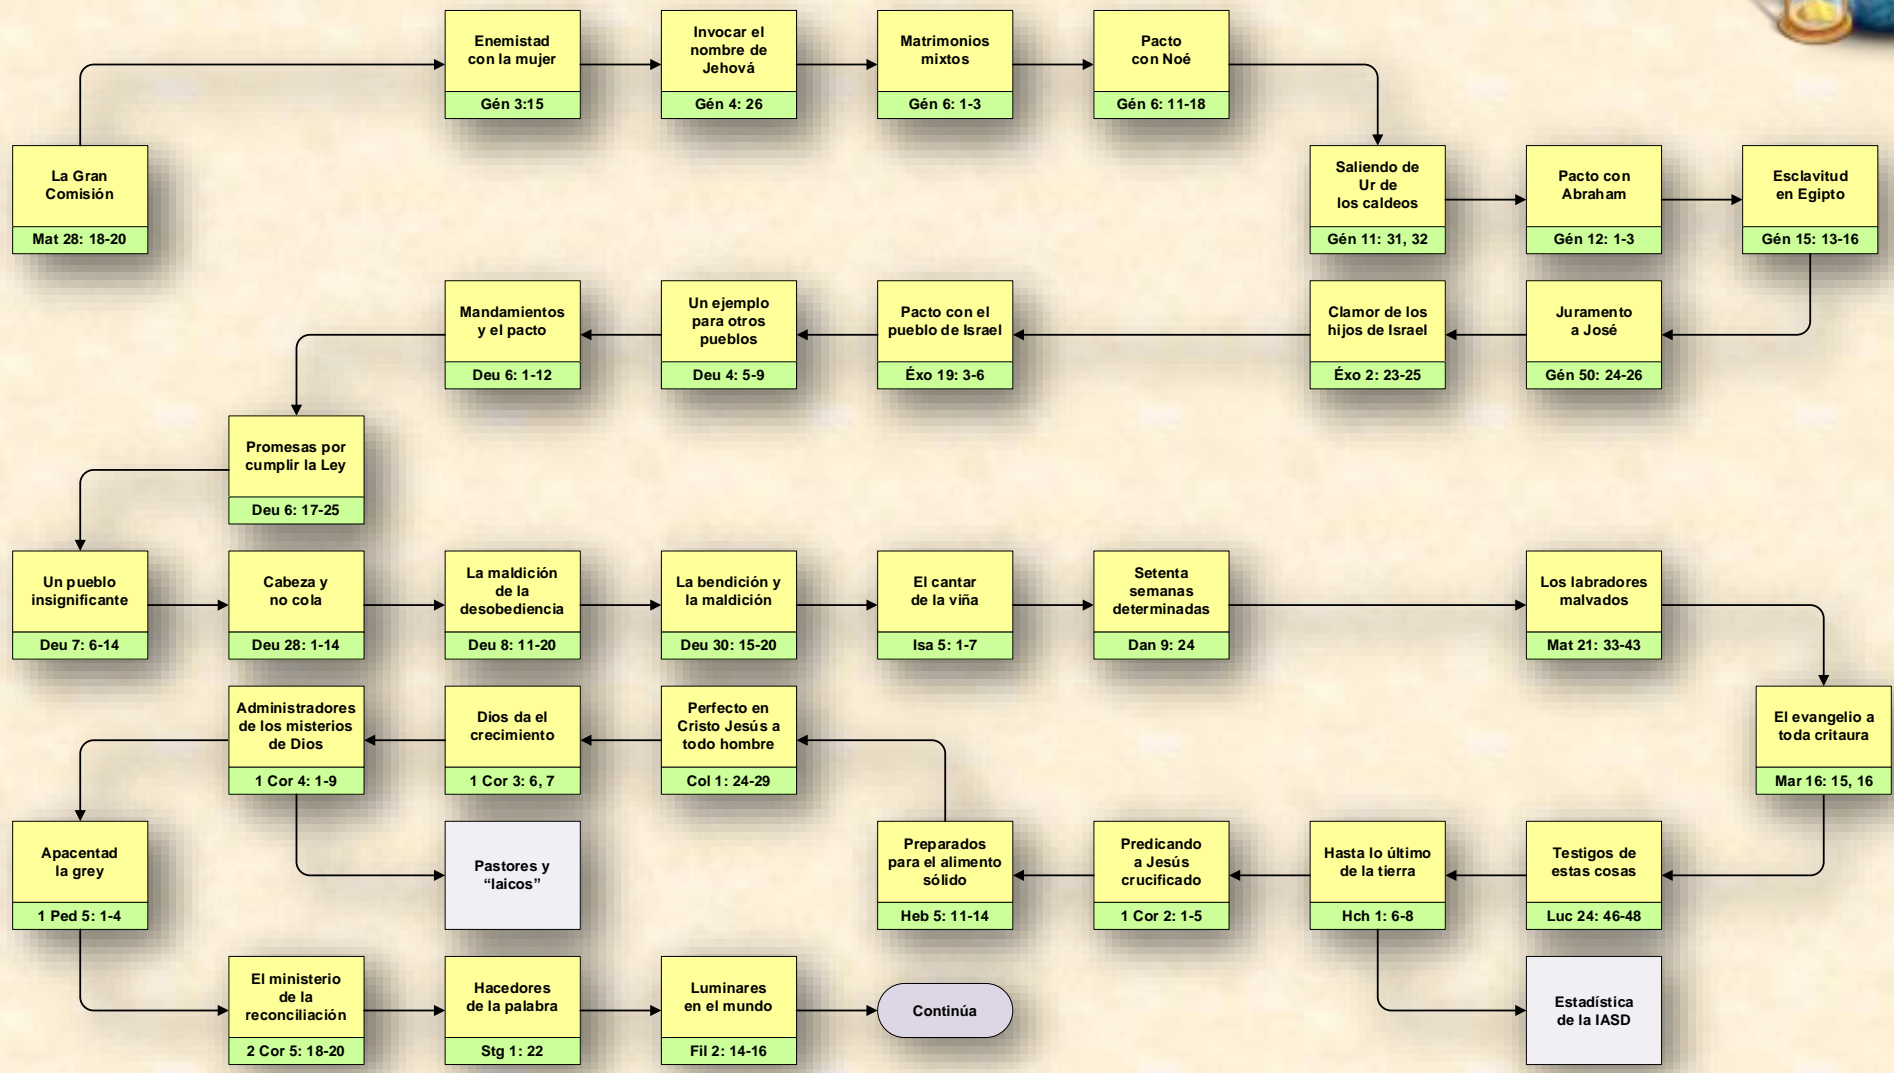 La Gran
Comisión
Mat 28: 18-20
Enemistad
con la mujer
Gén 3:15
Invocar el
nombre de
Jehová
Gén 4: 26
Matrimonios
mixtos
Gén 6: 1-3
Pacto
con Noé
Gén 6: 11-18
Saliendo de
Ur de
los caldeos
Gén 11: 31, 32
Pacto con
Abraham
Gén 12: 1-3
Esclavitud
en Egipto
Gén 15: 13-16
Juramento
a José
Gén 50: 24-26
Clamor de los
hijos de Israel
Éxo 2: 23-25
Pacto con el
pueblo de Israel
Éxo 19: 3-6
Un ejemplo
para otros
pueblos
Deu 4: 5-9
Mandamientos
y el pacto
Deu 6: 1-12
Promesas por
cumplir la Ley
Deu 6: 17-25
Un pueblo
insignificante
Deu 7: 6-14
Cabeza y
no cola
Deu 28: 1-14
La maldición
de la
desobediencia
Deu 8: 11-20
La bendición y
la maldición
Deu 30: 15-20
El cantar
de la viña
Isa 5: 1-7
Setenta
semanas
determinadas
Dan 9: 24
Los labradores
malvados
Mat 21: 33-43
El evangelio a
toda critaura
Mar 16: 15, 16
Testigos de
estas cosas
Luc 24: 46-48
Hasta lo último
de la tierra
Hch 1: 6-8
Estadística
de la IASD
Predicando
a Jesús
crucificado
1 Cor 2: 1-5
Preparados
para el alimento
sólido
Heb 5: 11-14
Perfecto en
Cristo Jesús a
todo hombre
Col 1: 24-29
Dios da el
crecimiento
1 Cor 3: 6, 7
Administradores
de los misterios
de Dios
1 Cor 4: 1-9
Pastores y
“laicos”
Apacentad
la grey
1 Ped 5: 1-4
El ministerio
de la
reconciliación
2 Cor 5: 18-20
Hacedores
de la palabra
Stg 1: 22
Luminares
en el mundo
Fil 2: 14-16
Continúa